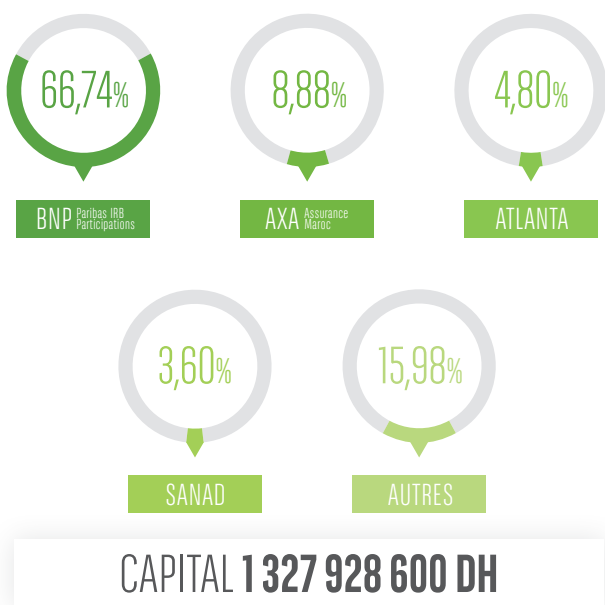 66,74%
8,88%
4,80%
BNP Paribas IRB Participations
AXA Assurance Maroc
ATLANTA
3,60%
15,98%
SANAD
AUTRES
CAPITAL 1 327 928 600 DH